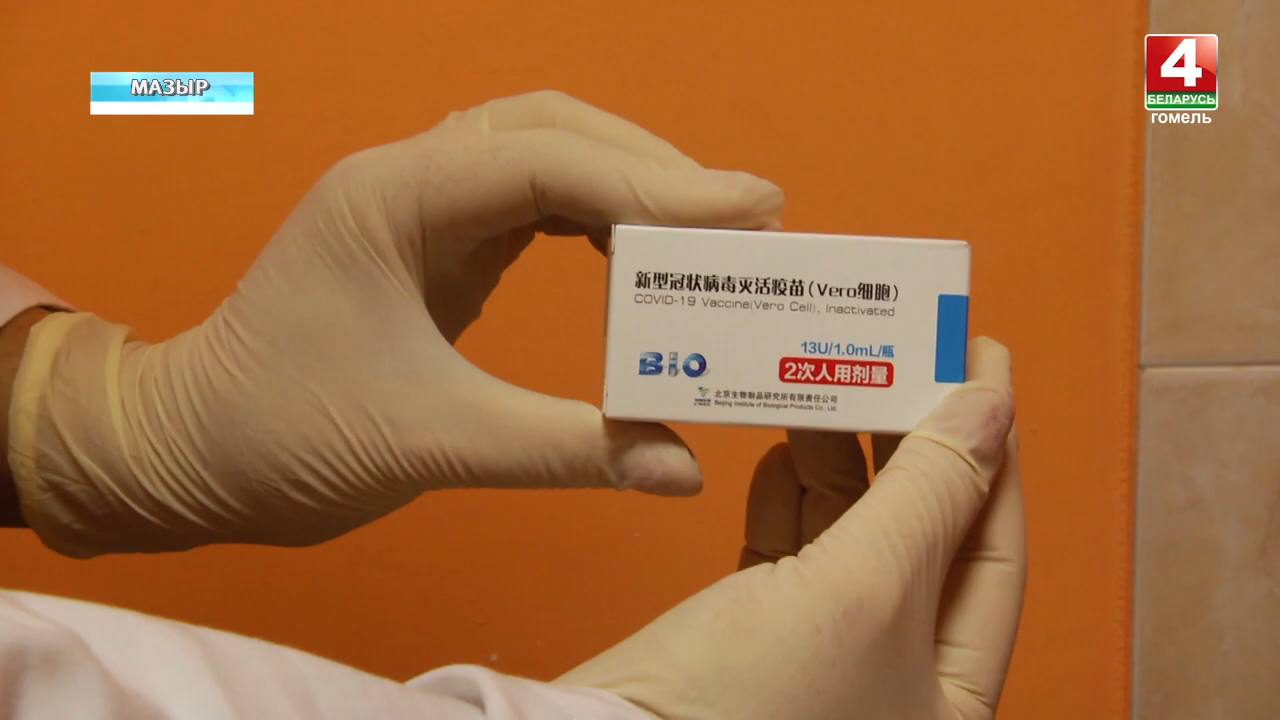 МАЗЫР
4
БЕЛАРУСЬ
гомель
新型冠状病毒灭活疫苗（Vero细胞）
COVID-19 Vaccine(Vero Cell), Inactivated
13U/1.0mL/瓶
BIO
2次人用剂量
北京生物制品研究所有限责任公司
Beijing Institute of Biological Products Co., Ltd.